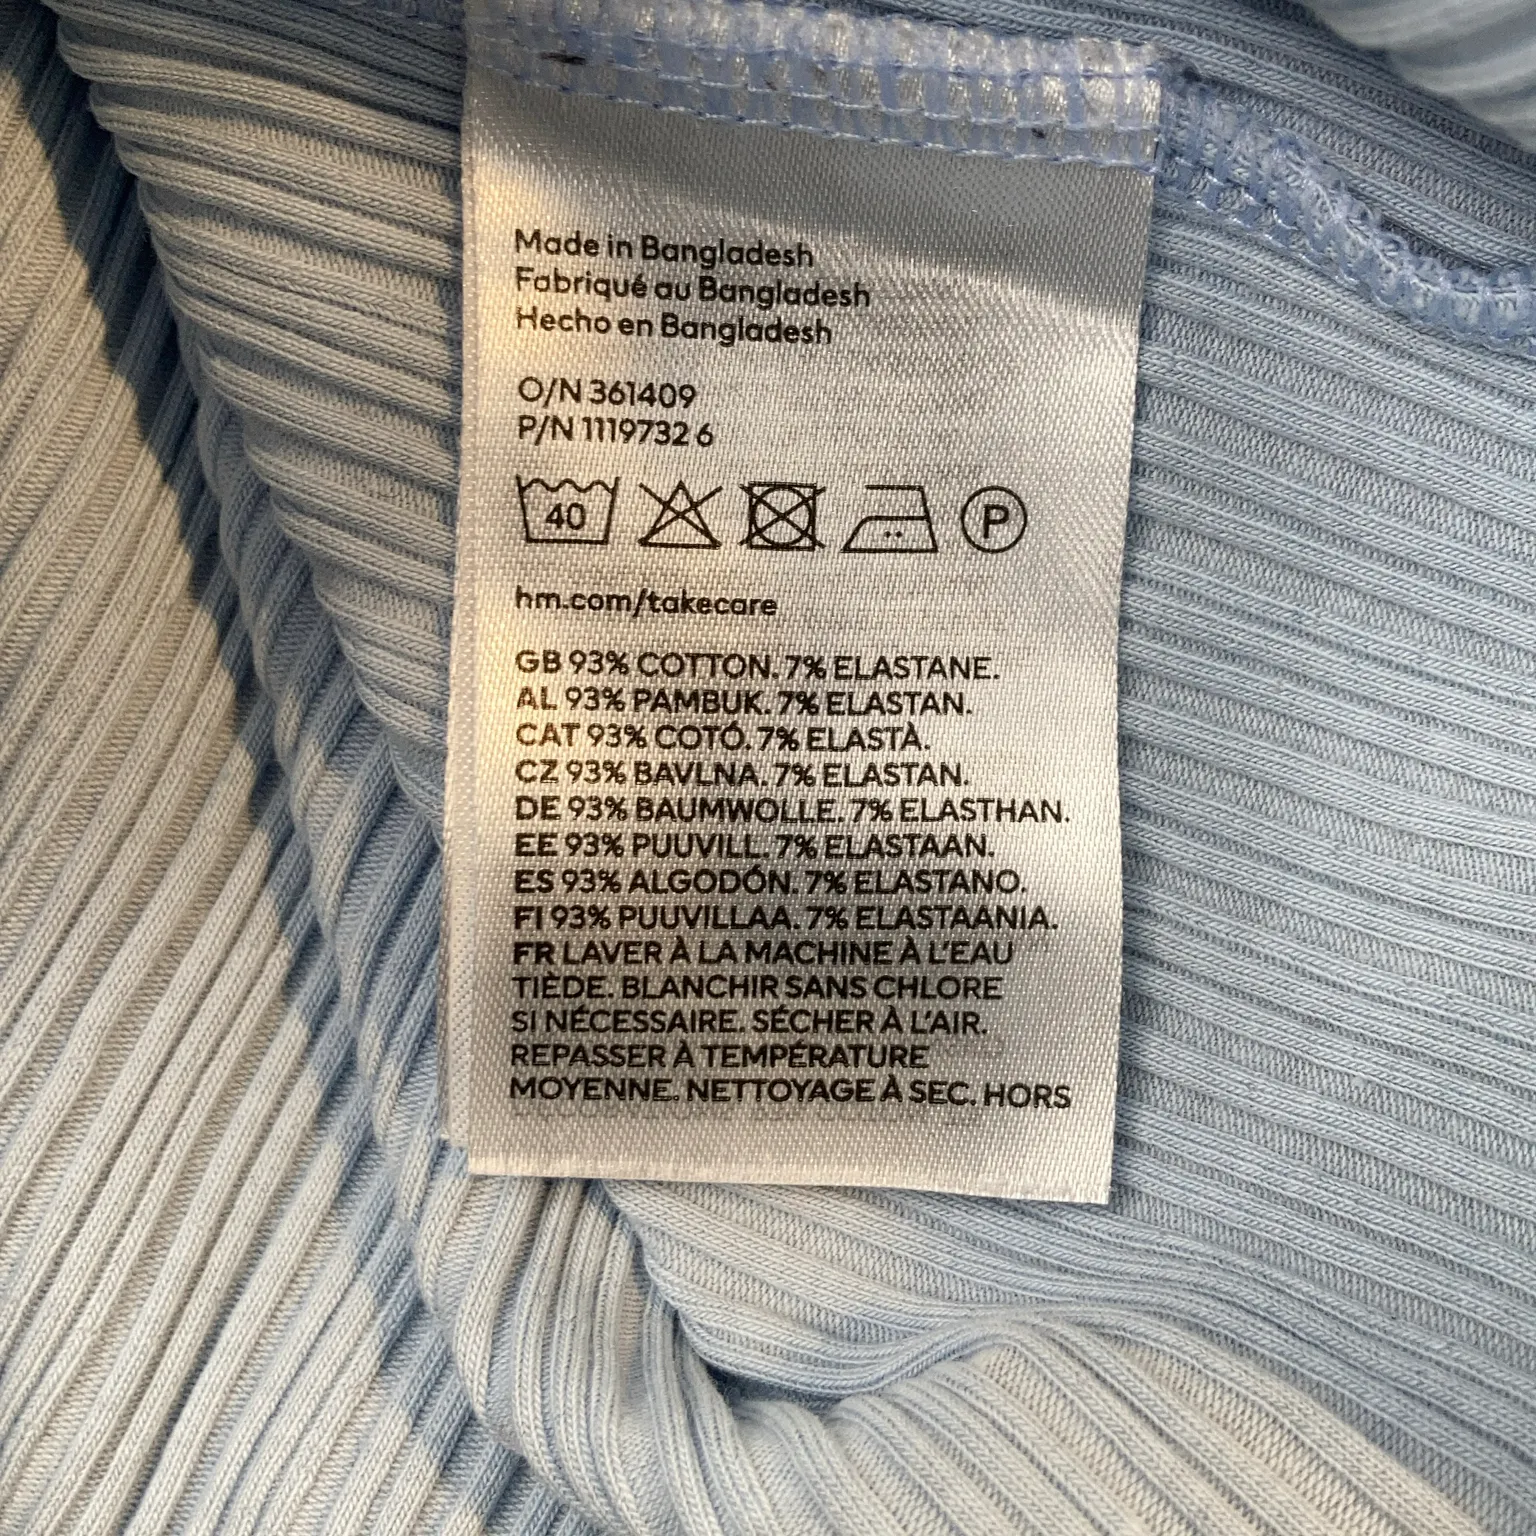 Made in Bangladesh
Fabriqué au Bangladesh
Hecho en Bangladesh
O/N 361409
P/N 1119732 6
40 P
hm.com/takecare
GB 93% COTTON. 7% ELASTANE.
AL 93% PAMBUK. 7% ELASTAN.
CAT 93% COTÓ. 7% ELASTÀ.
CZ 93% BAVLNA. 7% ELASTAN.
DE 93% BAUMWOLLE. 7% ELASTHAN.
EE 93% PUUVILL. 7% ELASTAAN.
ES 93% ALGODÓN. 7% ELASTANO.
FI 93% PUUVILLAA. 7% ELASTAANIA.
FR LAVER À LA MACHINE À L'EAU
TIÈDE. BLANCHIR SANS CHLORE
SI NÉCESSAIRE. SÉCHER À L'AIR.
REPASSER À TEMPÉRATURE
MOYENNE. NETTOYAGE À SEC. HORS